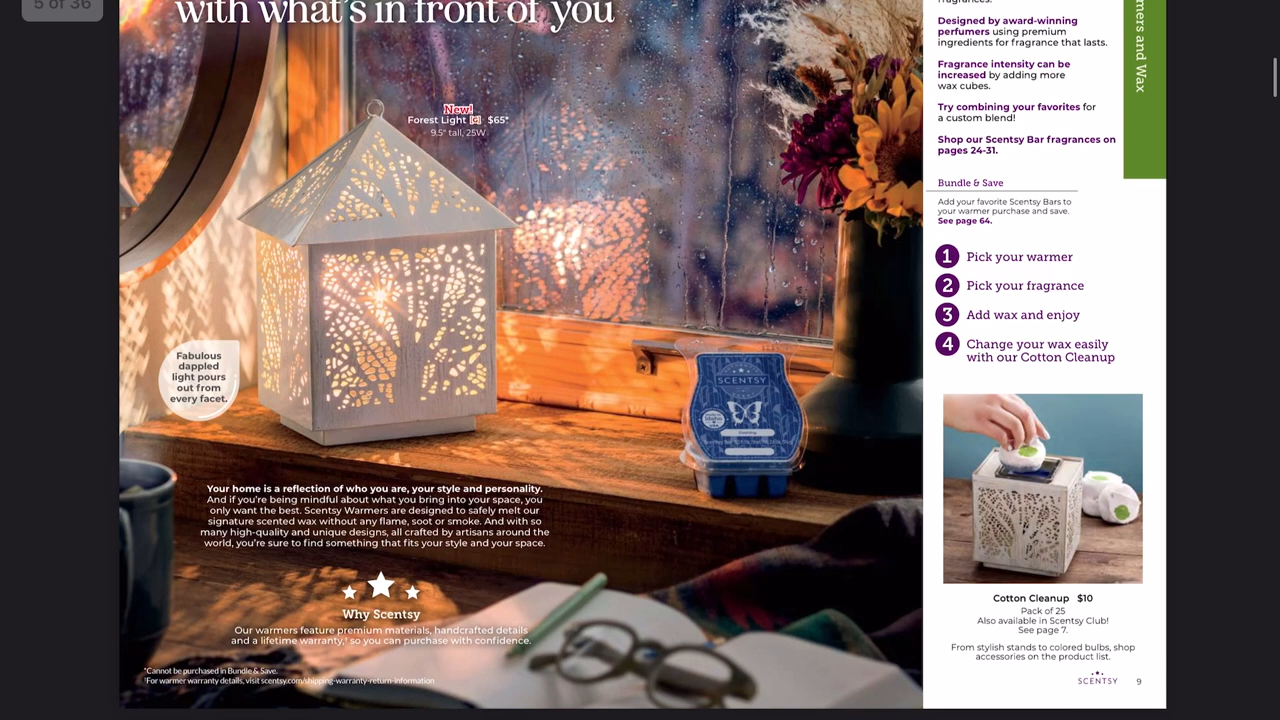 5 of 36
with what's in front of you
New!
Forest Light [C] $65*
9.5" tall, 25W
Fabulous
dappled
light pours
out from
every facet.
SCENTSY
Your home is a reflection of who you are, your style and personality.
And if you're being mindful about what you bring into your space, you
only want the best. Scentsy Warmers are designed to safely melt our
signature scented wax without any flame, soot or smoke. And with so
many high-quality and unique designs, all crafted by artisans around the
world, you're sure to find something that fits your style and your space.
Why Scentsy
Our warmers feature premium materials, handcrafted details
and a lifetime warranty,† so you can purchase with confidence.
*Cannot be purchased in Bundle & Save.
†For warmer warranty details, visit scentsy.com/shipping-warranty-return-information
fragrances.
Designed by award-winning
perfumers using premium
ingredients for fragrance that lasts.
Fragrance intensity can be
increased by adding more
wax cubes.
Try combining your favorites for
a custom blend!
Shop our Scentsy Bar fragrances on
pages 24-31.
Bundle & Save
Add your favorite Scentsy Bars to
your warmer purchase and save.
See page 64.
1 Pick your warmer
2 Pick your fragrance
3 Add wax and enjoy
4 Change your wax easily
with our Cotton Cleanup
Cotton Cleanup $10
Pack of 25
Also available in Scentsy Club!
See page 7.
From stylish stands to colored bulbs, shop
accessories on the product list.
SCENTSY 9
mers and Wax